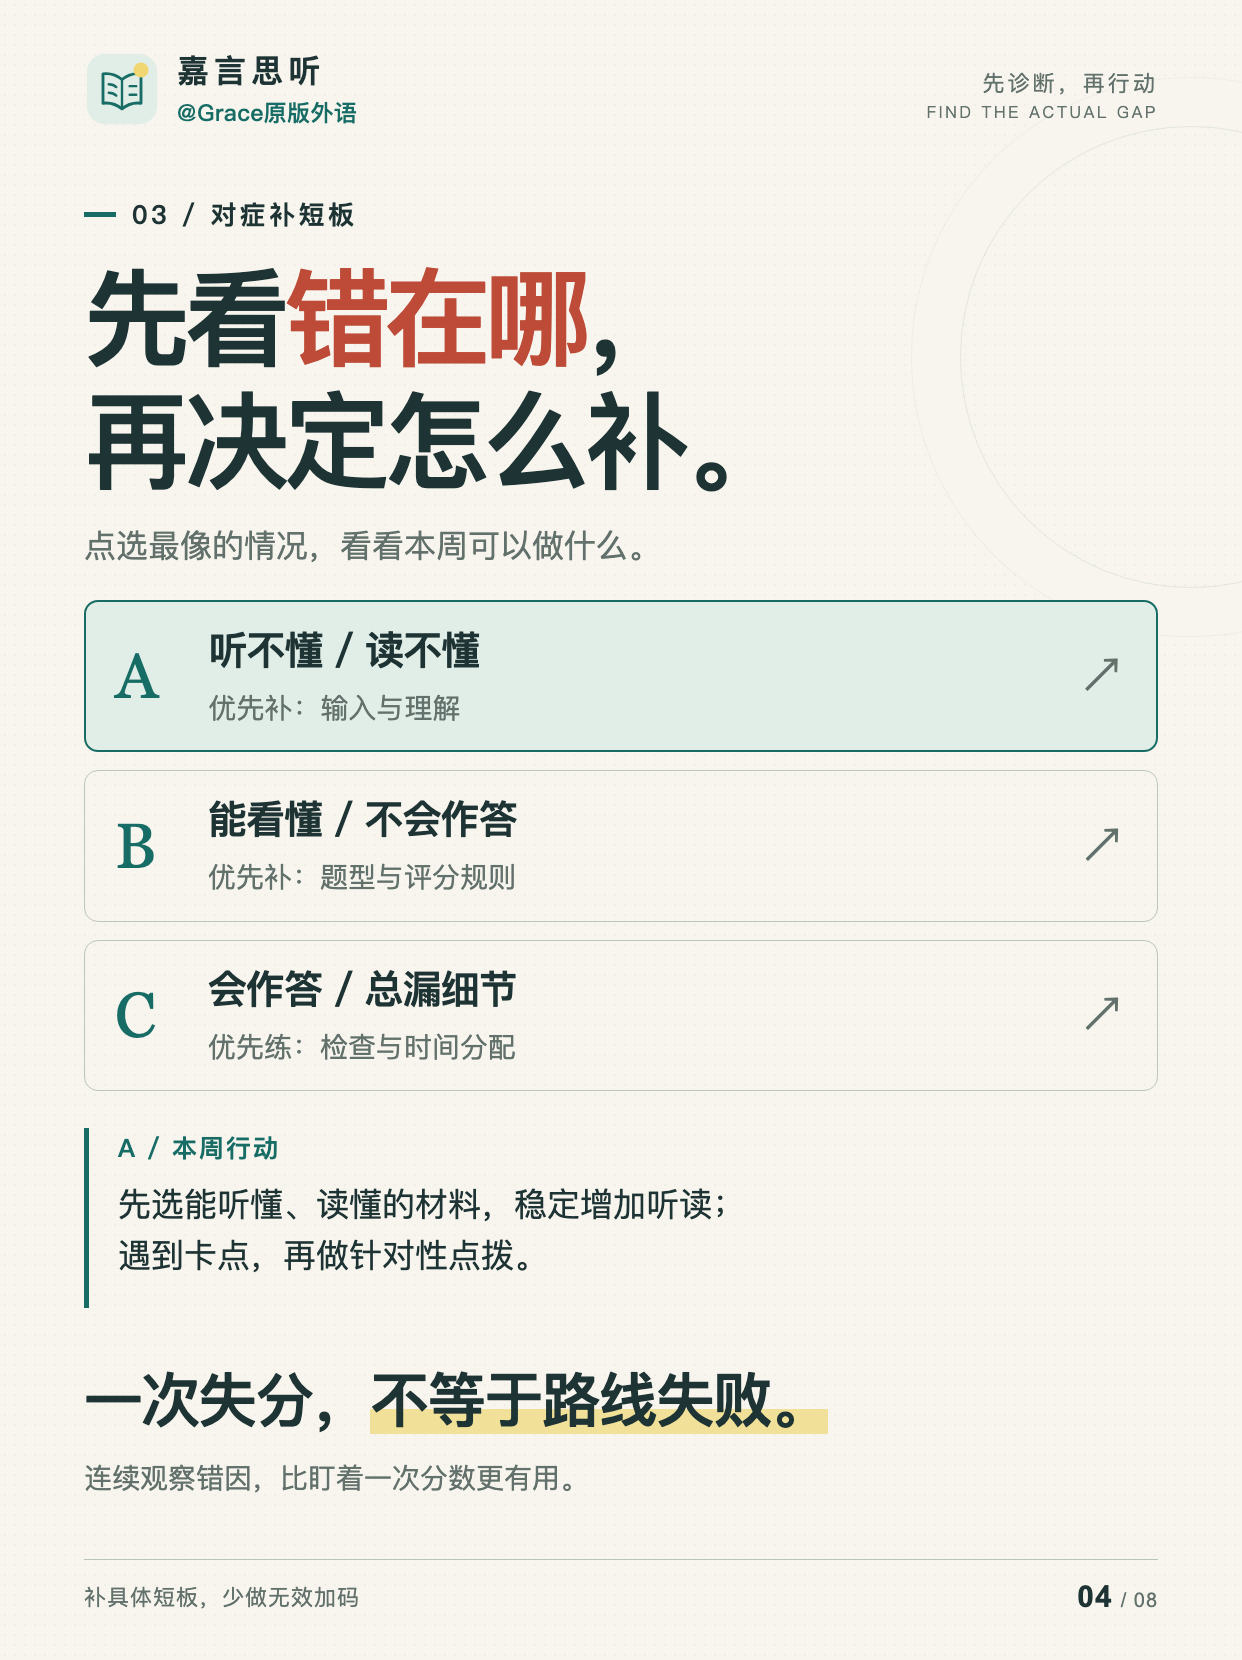 嘉言思听
@Grace原版外语
先诊断，再行动
FIND THE ACTUAL GAP
03 / 对症补短板
先看错在哪，
再决定怎么补。
点选最像的情况，看看本周可以做什么。
A
听不懂 / 读不懂
优先补：输入与理解
↗
B
能看懂 / 不会作答
优先补：题型与评分规则
↗
C
会作答 / 总漏细节
优先练：检查与时间分配
↗
A / 本周行动
先选能听懂、读懂的材料，稳定增加听读；
遇到卡点，再做针对性点拨。
一次失分，不等于路线失败。
连续观察错因，比盯着一次分数更有用。
补具体短板，少做无效加码
04 / 08